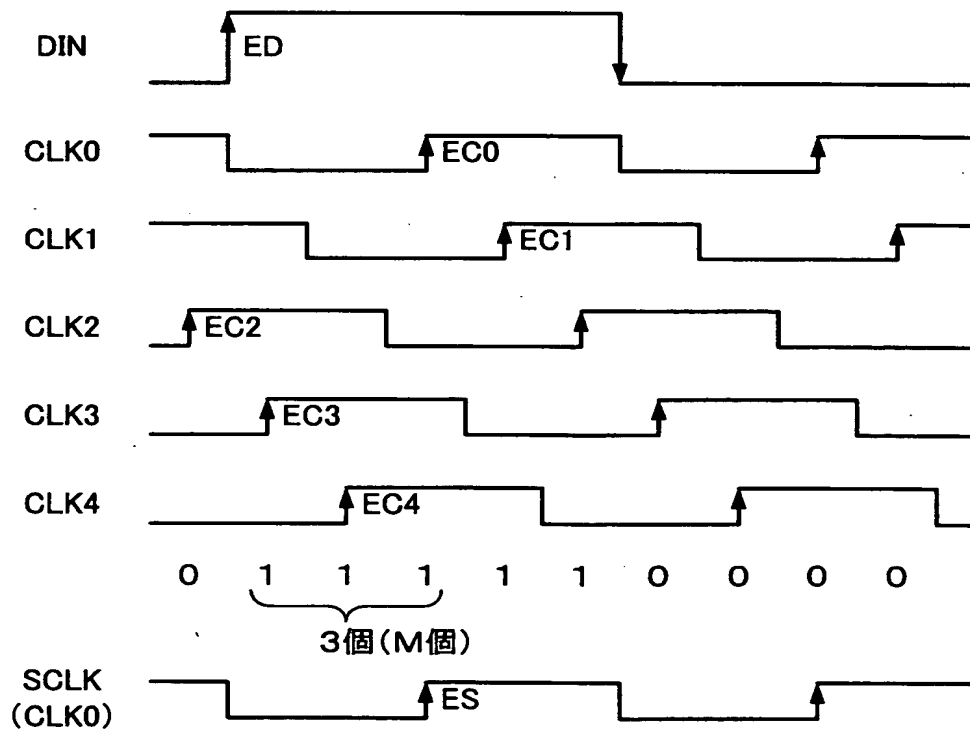 DIN
ED
CLK0
EC0
CLK1
EC1
CLK2
EC2
CLK3
EC3
CLK4
EC4
0 1 1 1 1 1 0 0 0 0
3個(M個)
SCLK
(CLK0)
ES